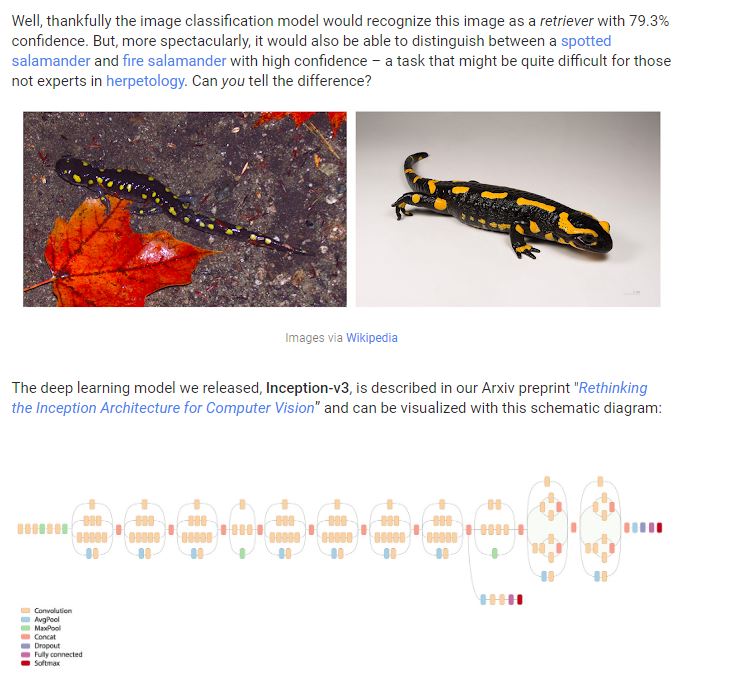 Well, thankfully the image classification model would recognize this image as a retriever with 79.3%
confidence. But, more spectacularly, it would also be able to distinguish between a spotted
salamander and fire salamander with high confidence – a task that might be quite difficult for those
not experts in herpetology. Can you tell the difference?
Images via Wikipedia
The deep learning model we released, Inception-v3, is described in our Arxiv preprint "Rethinking
the Inception Architecture for Computer Vision” and can be visualized with this schematic diagram:
Convolution
AvgPool
MaxPool
Concat
Dropout
Fully connected
Softmax